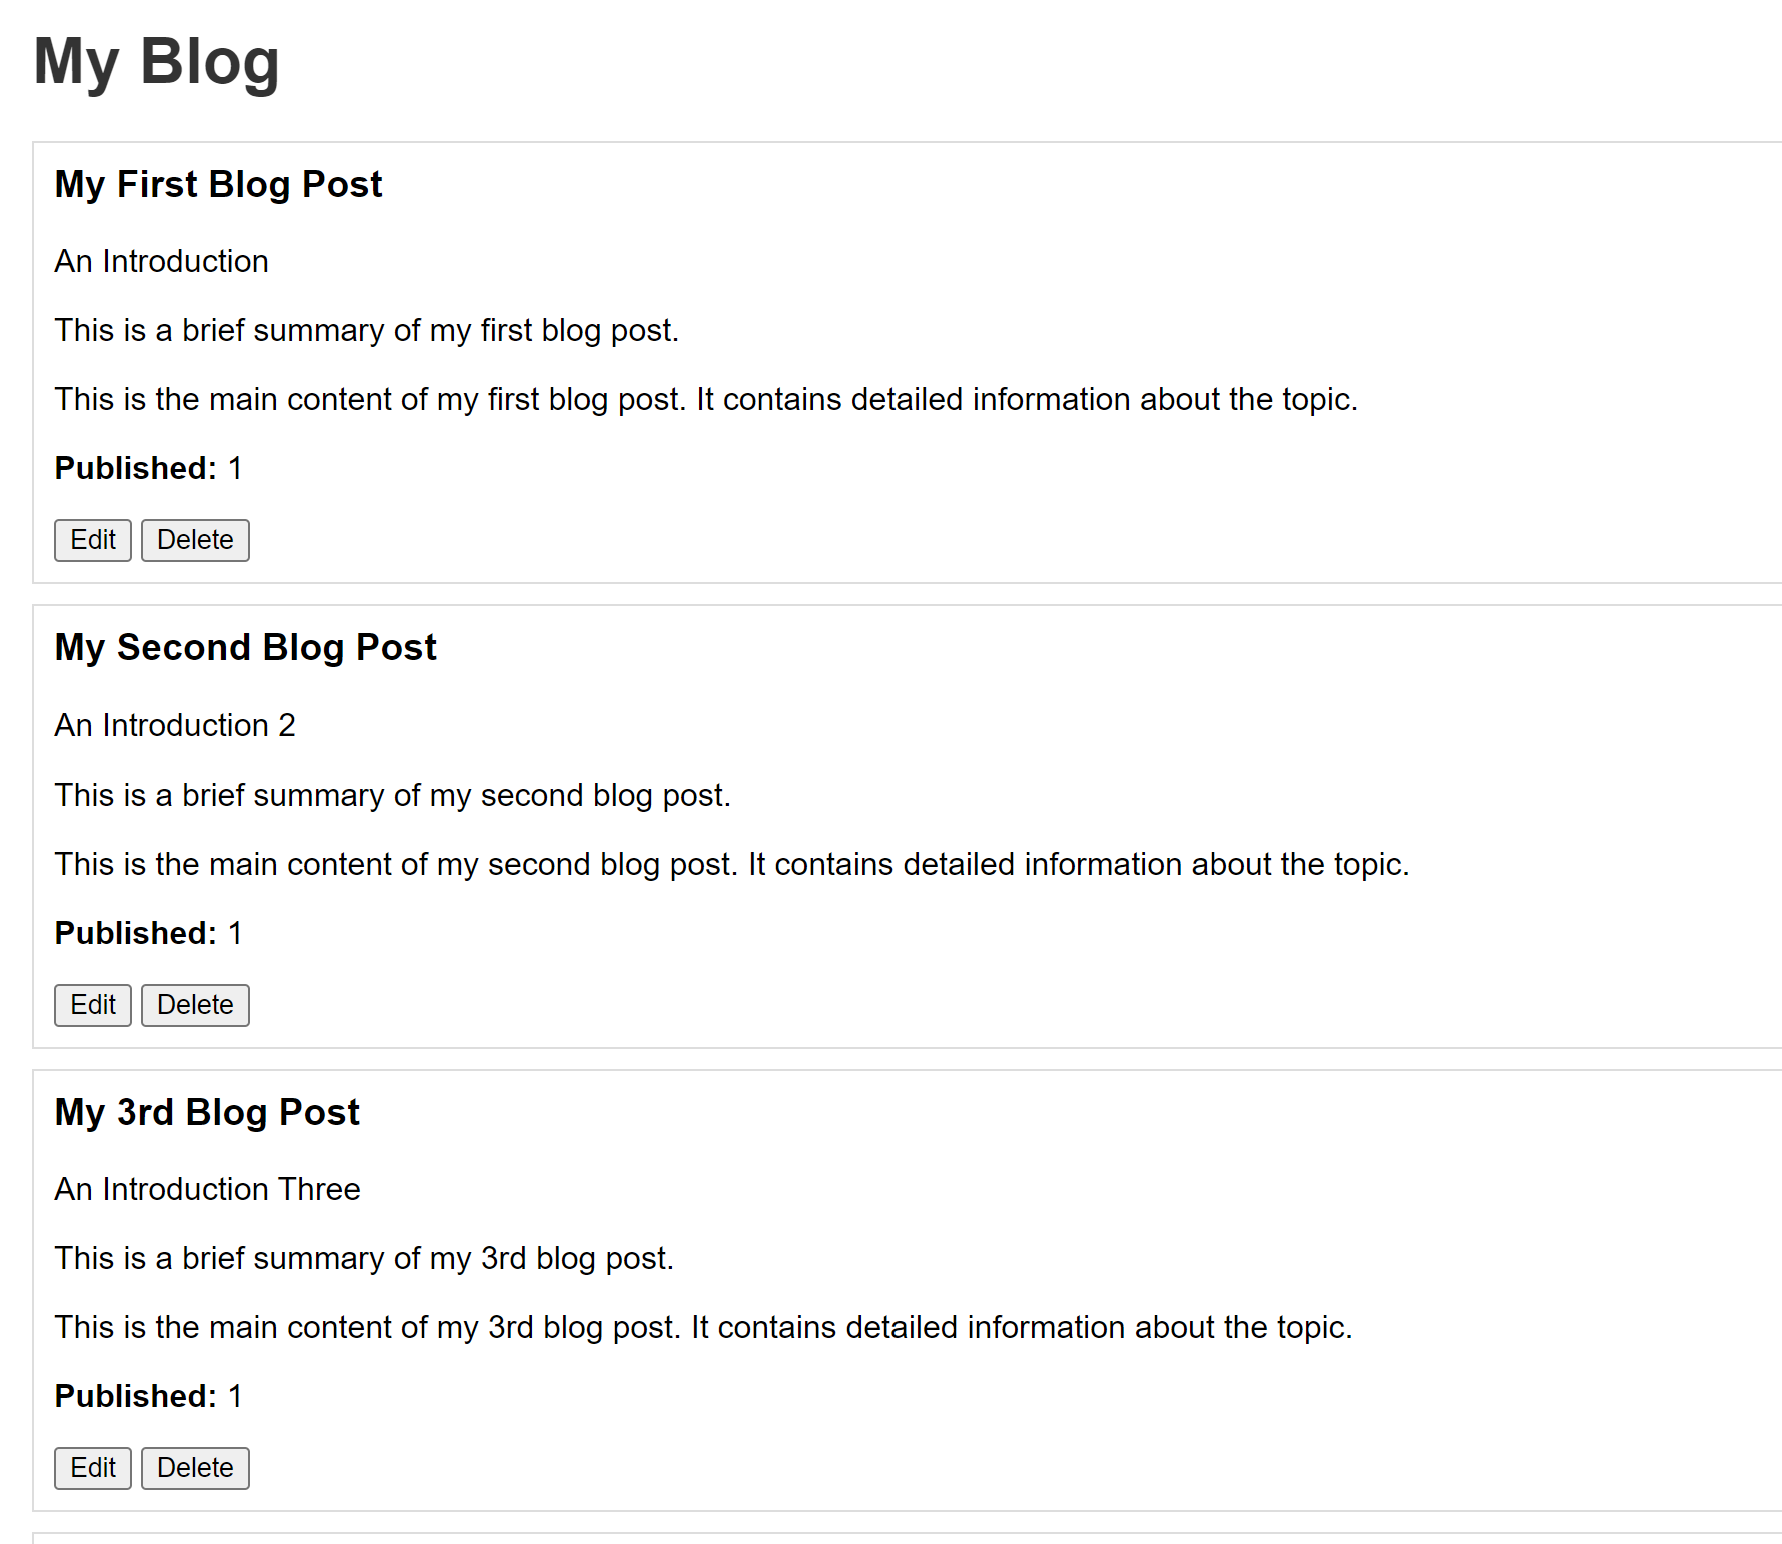 My Blog
My First Blog Post
An Introduction
This is a brief summary of my first blog post.
This is the main content of my first blog post. It contains detailed information about the topic.
Published: 1
Edit Delete
My Second Blog Post
An Introduction 2
This is a brief summary of my second blog post.
This is the main content of my second blog post. It contains detailed information about the topic.
Published: 1
Edit Delete
My 3rd Blog Post
An Introduction Three
This is a brief summary of my 3rd blog post.
This is the main content of my 3rd blog post. It contains detailed information about the topic.
Published: 1
Edit Delete